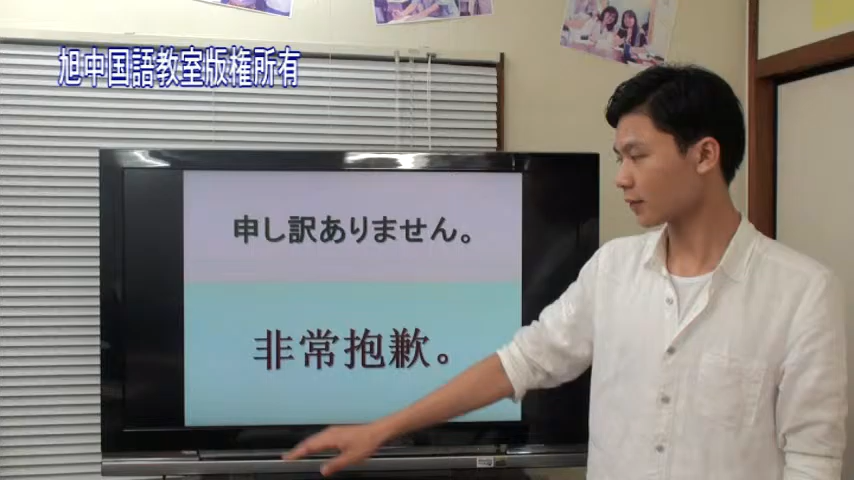 旭中国語教室版権所有
申し訳ありません。
非常抱歉。